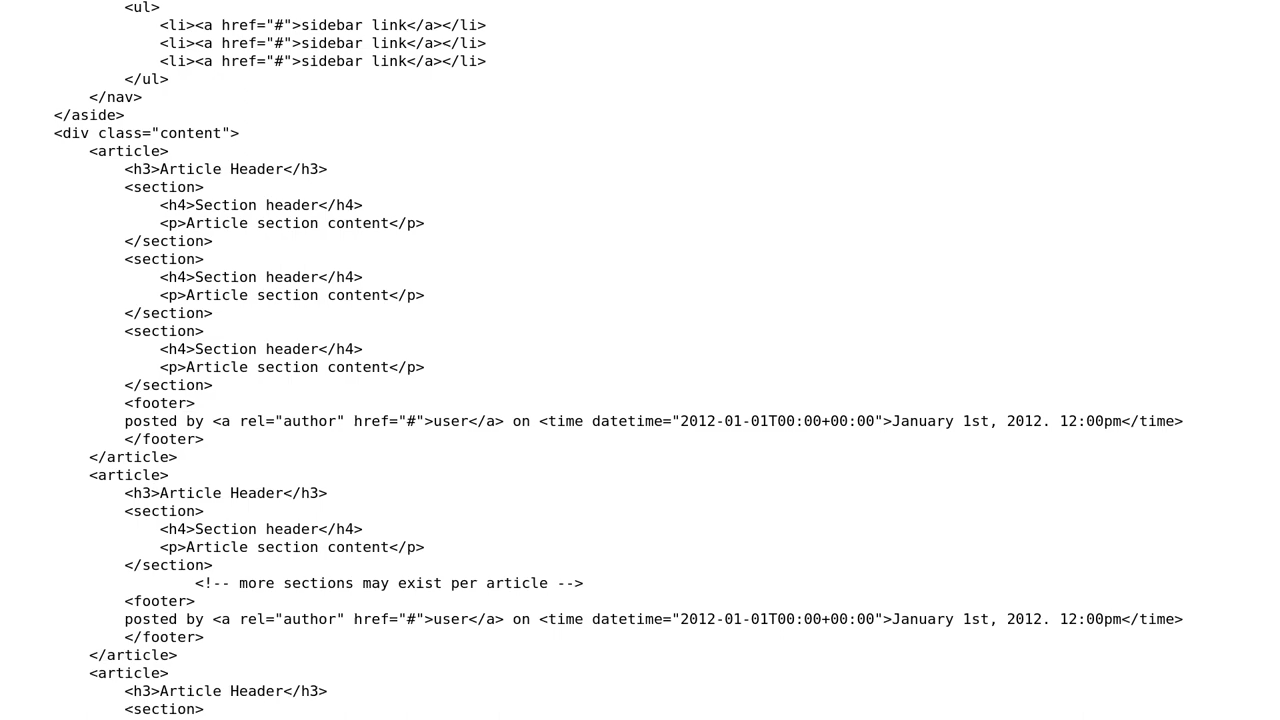 <ul>
            <li><a href="#">sidebar link</a></li>
            <li><a href="#">sidebar link</a></li>
            <li><a href="#">sidebar link</a></li>
        </ul>
    </nav>
</aside>
<div class="content">
    <article>
        <h3>Article Header</h3>
        <section>
            <h4>Section header</h4>
            <p>Article section content</p>
        </section>
        <section>
            <h4>Section header</h4>
            <p>Article section content</p>
        </section>
        <section>
            <h4>Section header</h4>
            <p>Article section content</p>
        </section>
        <footer>
        posted by <a rel="author" href="#">user</a> on <time datetime="2012-01-01T00:00+00:00">January 1st, 2012. 12:00pm</time>
        </footer>
    </article>
    <article>
        <h3>Article Header</h3>
        <section>
            <h4>Section header</h4>
            <p>Article section content</p>
        </section>
                <!-- more sections may exist per article -->
        <footer>
        posted by <a rel="author" href="#">user</a> on <time datetime="2012-01-01T00:00+00:00">January 1st, 2012. 12:00pm</time>
        </footer>
    </article>
    <article>
        <h3>Article Header</h3>
        <section>